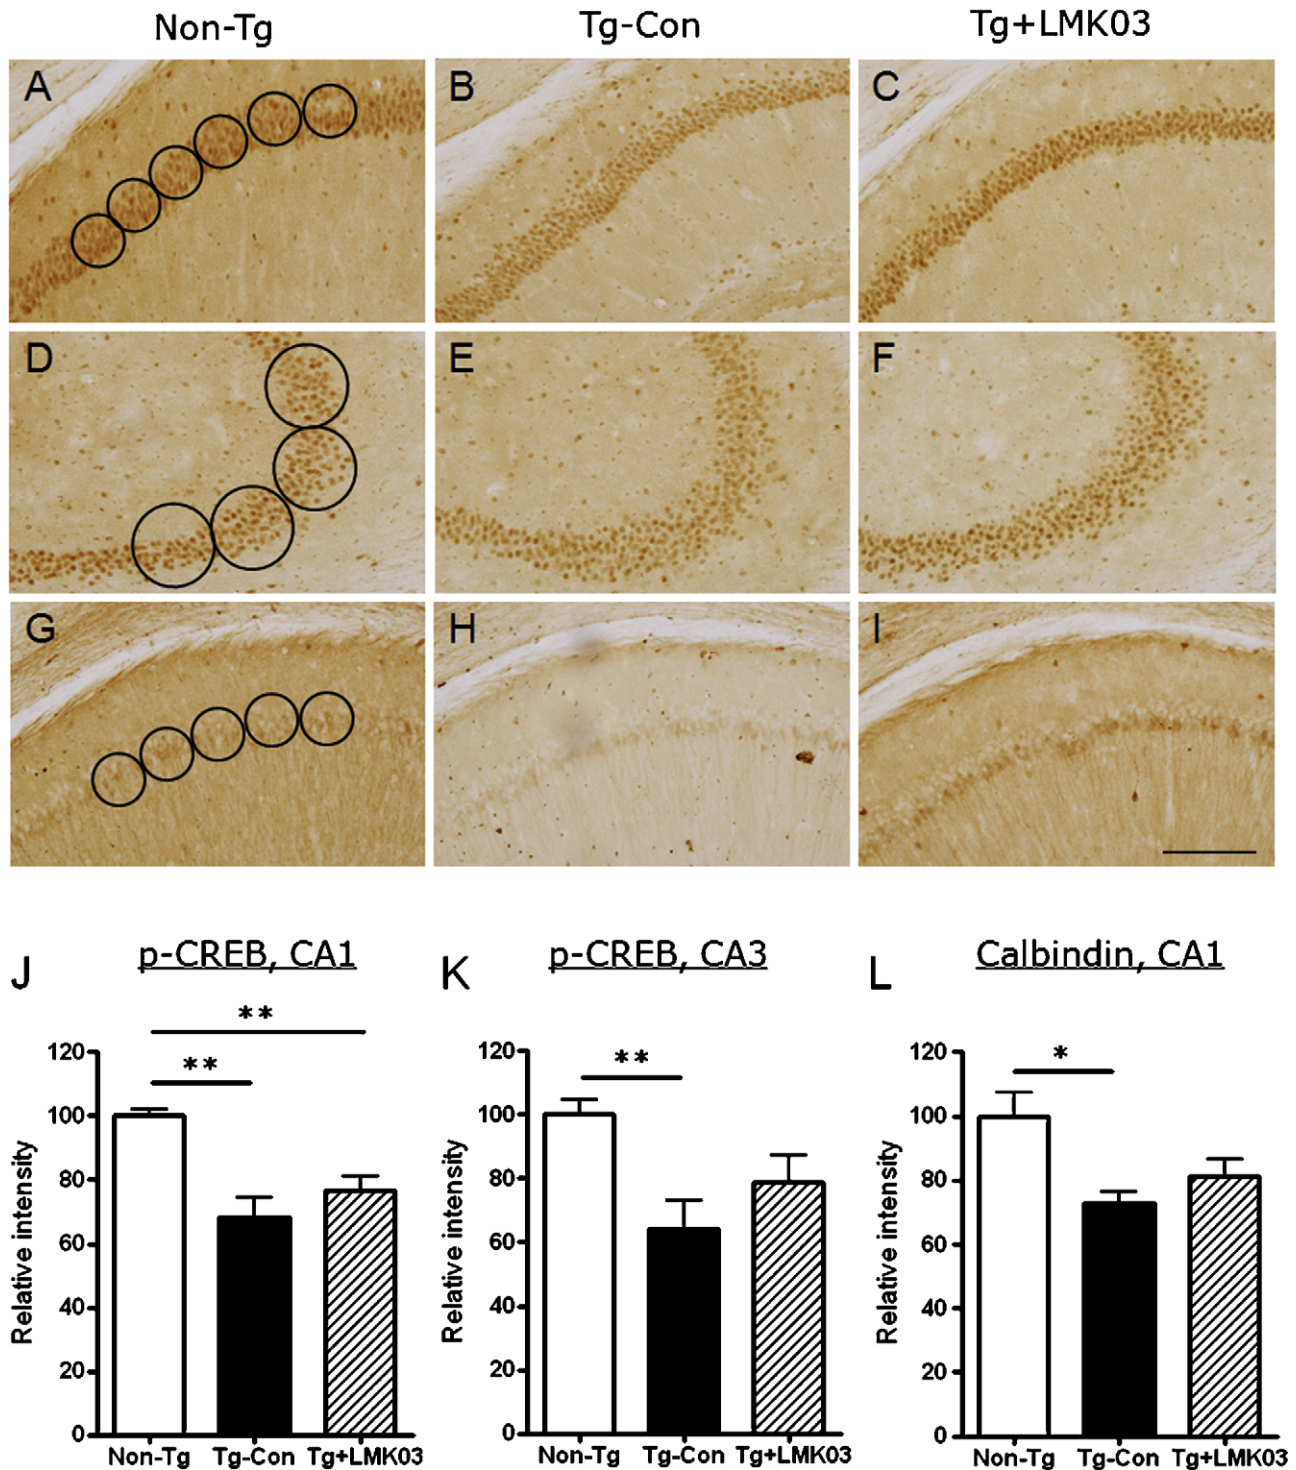 Non-Tg Tg-Con Tg+LMK03
A B C
D E F
G H I
J p-CREB, CA1
**
**
120
100
80
60
40
20
0
Relative intensity
Non-Tg Tg-Con Tg+LMK03
K p-CREB, CA3
**
120
100
80
60
40
20
0
Relative intensity
Non-Tg Tg-Con Tg+LMK03
L Calbindin, CA1
*
120
100
80
60
40
20
0
Relative intensity
Non-Tg Tg-Con Tg+LMK03